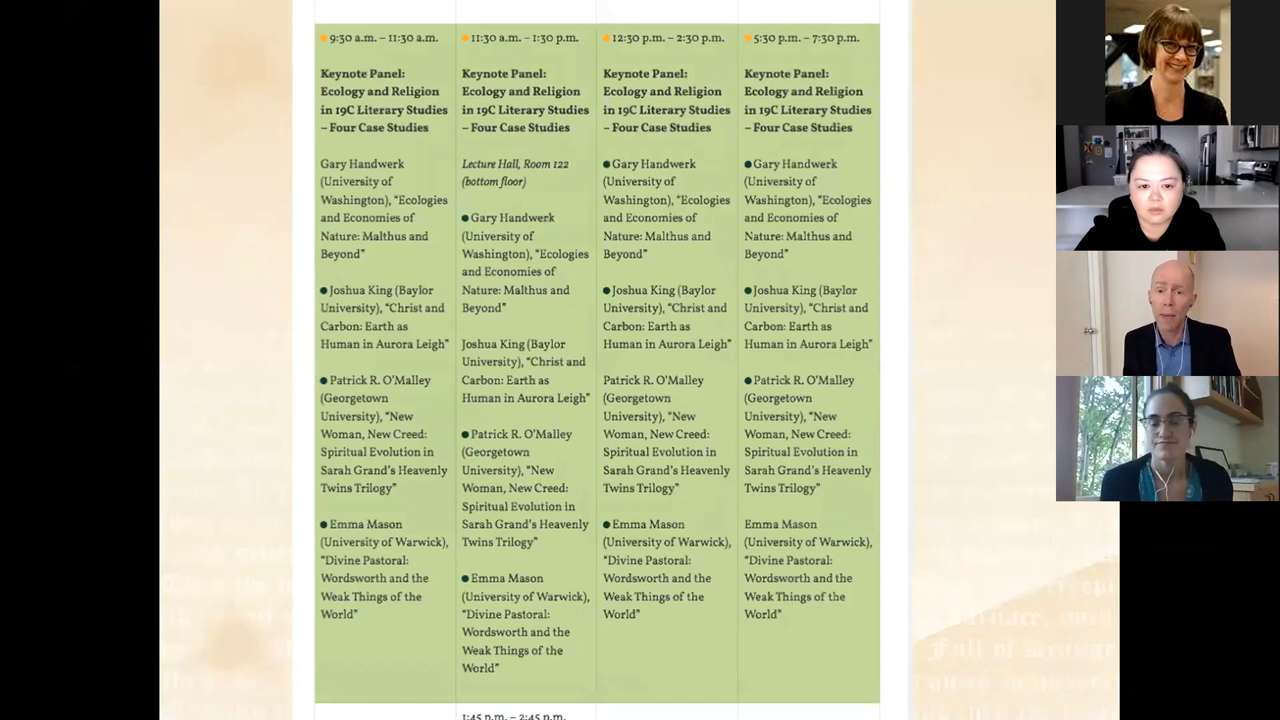 9:30 a.m. – 11:30 a.m.
Keynote Panel:
Ecology and Religion
in 19C Literary Studies
– Four Case Studies
Gary Handwerk
(University of
Washington), “Ecologies
and Economies of
Nature: Malthus and
Beyond”
Joshua King (Baylor
University), “Christ and
Carbon: Earth as
Human in Aurora Leigh”
Patrick R. O’Malley
(Georgetown
University), “New
Woman, New Creed:
Spiritual Evolution in
Sarah Grand’s Heavenly
Twins Trilogy”
Emma Mason
(University of Warwick),
“Divine Pastoral:
Wordsworth and the
Weak Things of the
World”
11:30 a.m. – 1:30 p.m.
Keynote Panel:
Ecology and Religion
in 19C Literary Studies
– Four Case Studies
Lecture Hall, Room 122
(bottom floor)
Gary Handwerk
(University of
Washington), “Ecologies
and Economies of
Nature: Malthus and
Beyond”
Joshua King (Baylor
University), “Christ and
Carbon: Earth as
Human in Aurora Leigh”
Patrick R. O’Malley
(Georgetown
University), “New
Woman, New Creed:
Spiritual Evolution in
Sarah Grand’s Heavenly
Twins Trilogy”
Emma Mason
(University of Warwick),
“Divine Pastoral:
Wordsworth and the
Weak Things of the
World”
1:45 p.m. – 2:45 p.m.
12:30 p.m. – 2:30 p.m.
Keynote Panel:
Ecology and Religion
in 19C Literary Studies
– Four Case Studies
Gary Handwerk
(University of
Washington), “Ecologies
and Economies of
Nature: Malthus and
Beyond”
Joshua King (Baylor
University), “Christ and
Carbon: Earth as
Human in Aurora Leigh”
Patrick R. O’Malley
(Georgetown
University), “New
Woman, New Creed:
Spiritual Evolution in
Sarah Grand’s Heavenly
Twins Trilogy”
Emma Mason
(University of Warwick),
“Divine Pastoral:
Wordsworth and the
Weak Things of the
World”
5:30 p.m. – 7:30 p.m.
Keynote Panel:
Ecology and Religion
in 19C Literary Studies
– Four Case Studies
Gary Handwerk
(University of
Washington), “Ecologies
and Economies of
Nature: Malthus and
Beyond”
Joshua King (Baylor
University), “Christ and
Carbon: Earth as
Human in Aurora Leigh”
Patrick R. O’Malley
(Georgetown
University), “New
Woman, New Creed:
Spiritual Evolution in
Sarah Grand’s Heavenly
Twins Trilogy”
Emma Mason
(University of Warwick),
“Divine Pastoral:
Wordsworth and the
Weak Things of the
World”
Full of strange